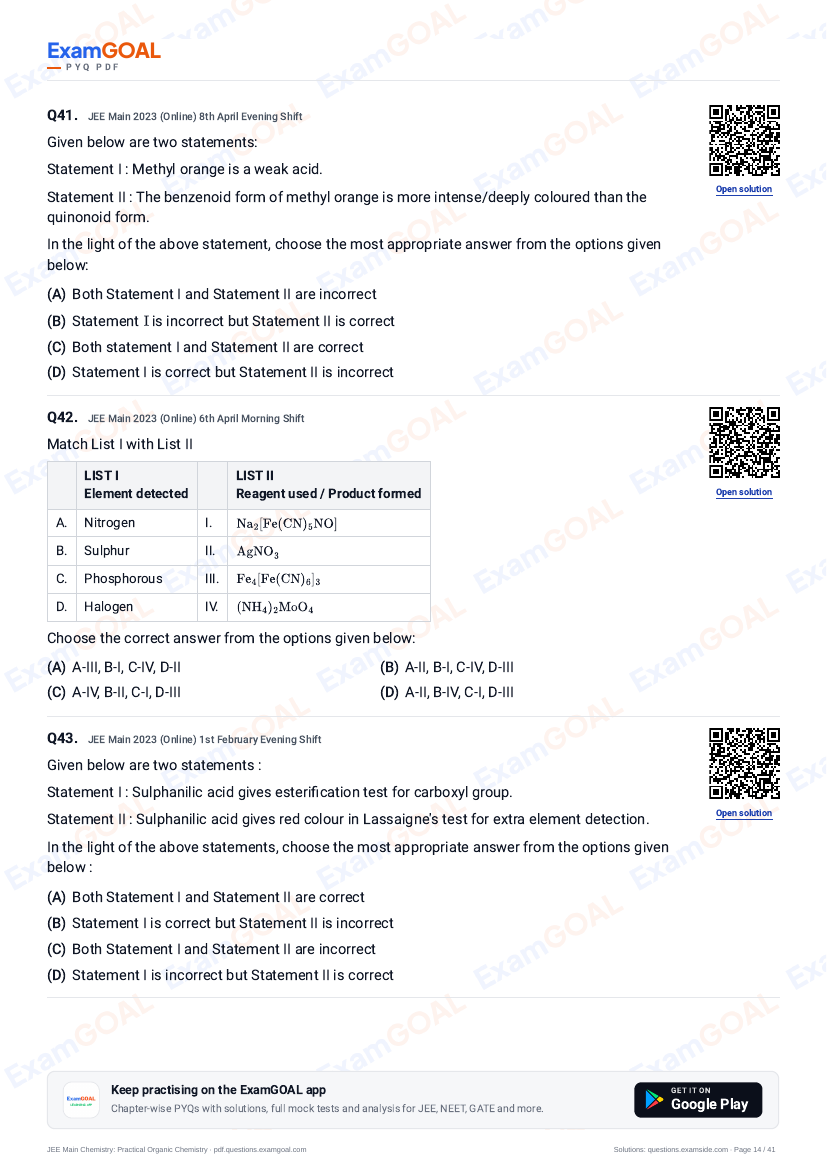 ExamGOAL
PYQ PDF
Q41. JEE Main 2023 (Online) 8th April Evening Shift
Open solution
Given below are two statements:
Statement I : Methyl orange is a weak acid.
Statement II : The benzenoid form of methyl orange is more intense/deeply coloured than the
quinonoid form.
In the light of the above statement, choose the most appropriate answer from the options given
below:
(A) Both Statement I and Statement II are incorrect
(B) Statement I is incorrect but Statement II is correct
(C) Both statement I and Statement II are correct
(D) Statement I is correct but Statement II is incorrect
Q42. JEE Main 2023 (Online) 6th April Morning Shift
Open solution
Match List I with List II
LIST I LIST II
Element detected Reagent used / Product formed
A. Nitrogen I. Na₂[Fe(CN)₅NO]
B. Sulphur II. AgNO₃
C. Phosphorous III. Fe₄[Fe(CN)₆]₃
D. Halogen IV. (NH₄)₂MoO₄
Choose the correct answer from the options given below:
(A) A-III, B-I, C-IV, D-II (B) A-II, B-I, C-IV, D-III
(C) A-IV, B-II, C-I, D-III (D) A-II, B-IV, C-I, D-III
Q43. JEE Main 2023 (Online) 1st February Evening Shift
Open solution
Given below are two statements :
Statement I : Sulphanilic acid gives esterification test for carboxyl group.
Statement II : Sulphanilic acid gives red colour in Lassaigne's test for extra element detection.
In the light of the above statements, choose the most appropriate answer from the options given
below :
(A) Both Statement I and Statement II are correct
(B) Statement I is correct but Statement II is incorrect
(C) Both Statement I and Statement II are incorrect
(D) Statement I is incorrect but Statement II is correct
ExamGOAL
Keep practising on the ExamGOAL app
Chapter-wise PYQs with solutions, full mock tests and analysis for JEE, NEET, GATE and more.
GET IT ON
Google Play
JEE Main Chemistry: Practical Organic Chemistry · pdf.questions.examgoal.com Solutions: questions.examside.com · Page 14 / 41